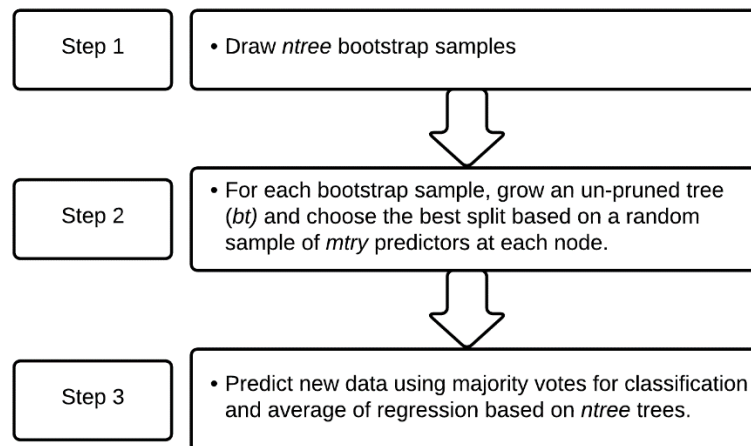 Step 1
• Draw ntree bootstrap samples
Step 2
• For each bootstrap sample, grow an un-pruned tree
(bt) and choose the best split based on a random
sample of mtry predictors at each node.
Step 3
• Predict new data using majority votes for classification
and average of regression based on ntree trees.